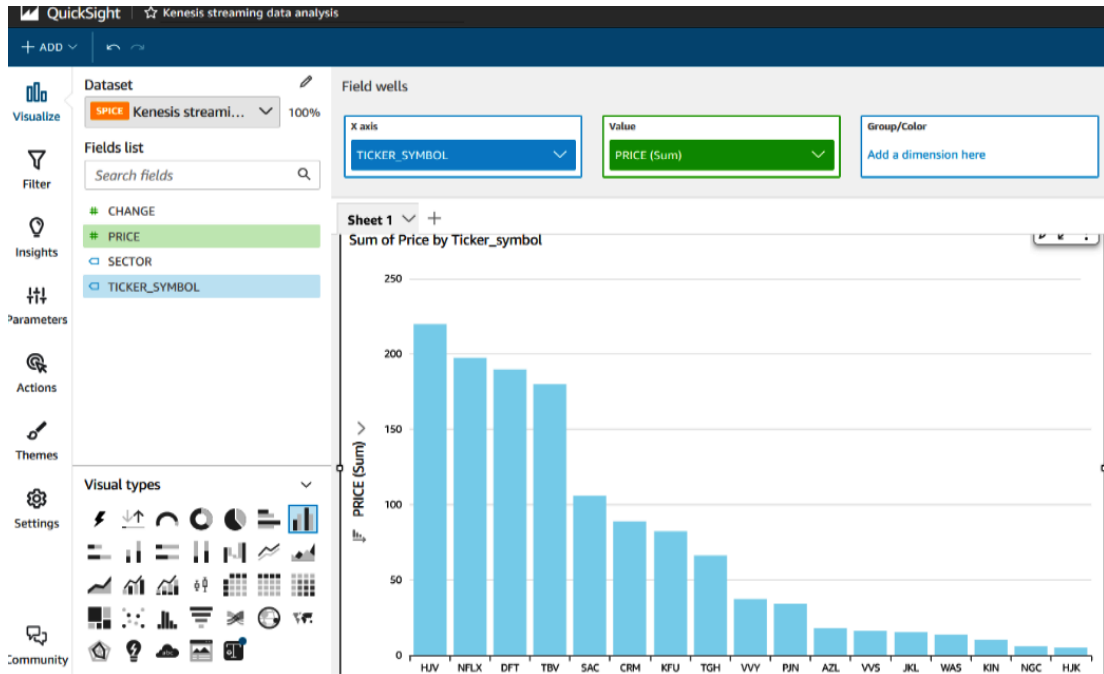 QuickSight
Kenesis streaming data analysis
+ ADD
Visualize
Filter
Insights
Parameters
Actions
Themes
Settings
Community
Dataset
SPICE Kenesis streami... 100%
Fields list
Search fields
# CHANGE
# PRICE
SECTOR
TICKER_SYMBOL
Visual types
Field wells
X axis
TICKER_SYMBOL
Value
PRICE (Sum)
Group/Color
Add a dimension here
Sheet 1 +
Sum of Price by Ticker_symbol
PRICE (Sum)
250
200
150
100
50
0
HJV NFLX DFT TBV SAC CRM KFU TGH VVY PJN AZL VVS JKL WAS KIN NGC HJK